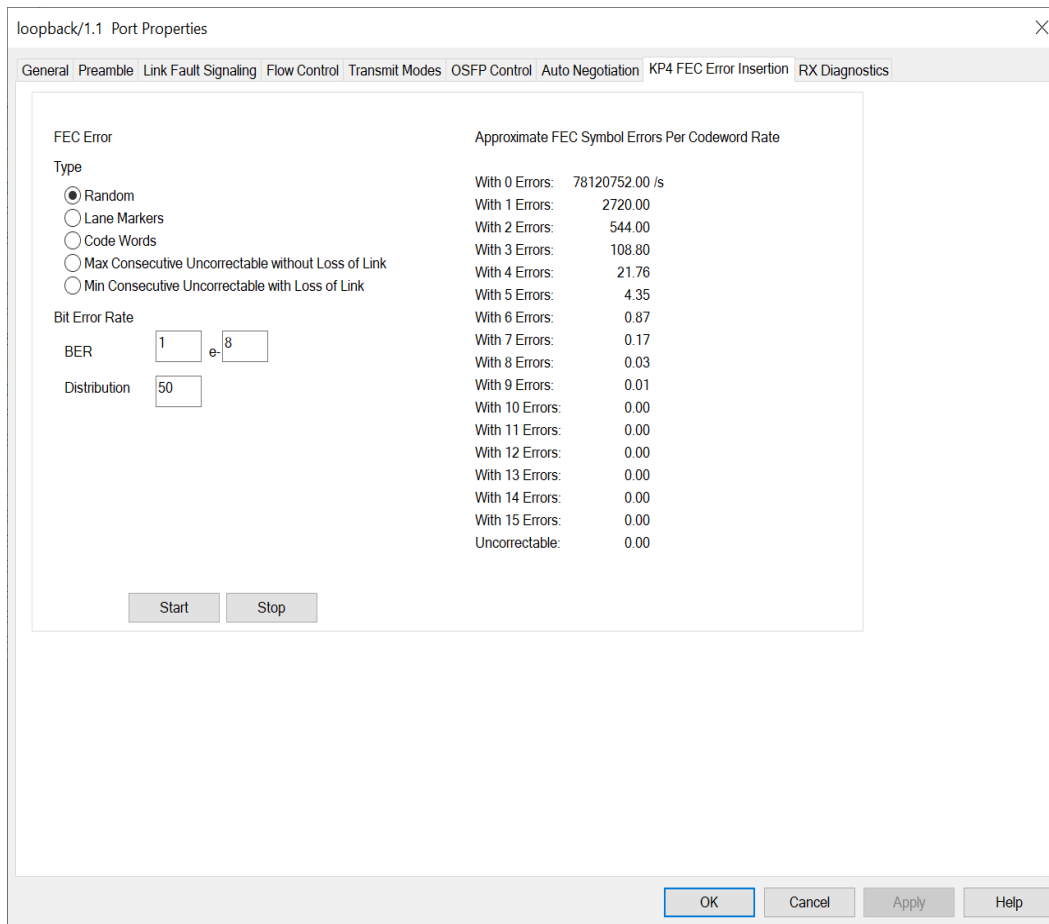 loopback/1.1 Port Properties
General Preamble Link Fault Signaling Flow Control Transmit Modes OSFP Control Auto Negotiation KP4 FEC Error Insertion RX Diagnostics
FEC Error
Type
Random
Lane Markers
Code Words
Max Consecutive Uncorrectable without Loss of Link
Min Consecutive Uncorrectable with Loss of Link
Bit Error Rate
BER 1 e- 8
Distribution 50
Approximate FEC Symbol Errors Per Codeword Rate
With 0 Errors: 78120752.00 /s
With 1 Errors: 2720.00
With 2 Errors: 544.00
With 3 Errors: 108.80
With 4 Errors: 21.76
With 5 Errors: 4.35
With 6 Errors: 0.87
With 7 Errors: 0.17
With 8 Errors: 0.03
With 9 Errors: 0.01
With 10 Errors: 0.00
With 11 Errors: 0.00
With 12 Errors: 0.00
With 13 Errors: 0.00
With 14 Errors: 0.00
With 15 Errors: 0.00
Uncorrectable: 0.00
Start Stop
OK Cancel Apply Help